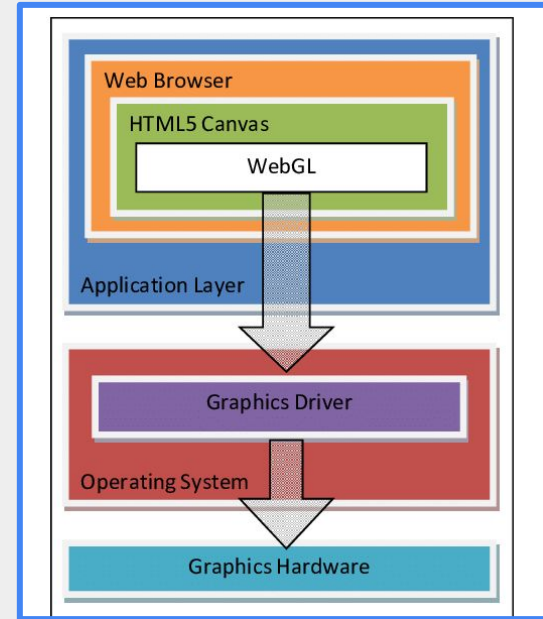 Web Browser
HTML5 Canvas
WebGL
Application Layer
Graphics Driver
Operating System
Graphics Hardware